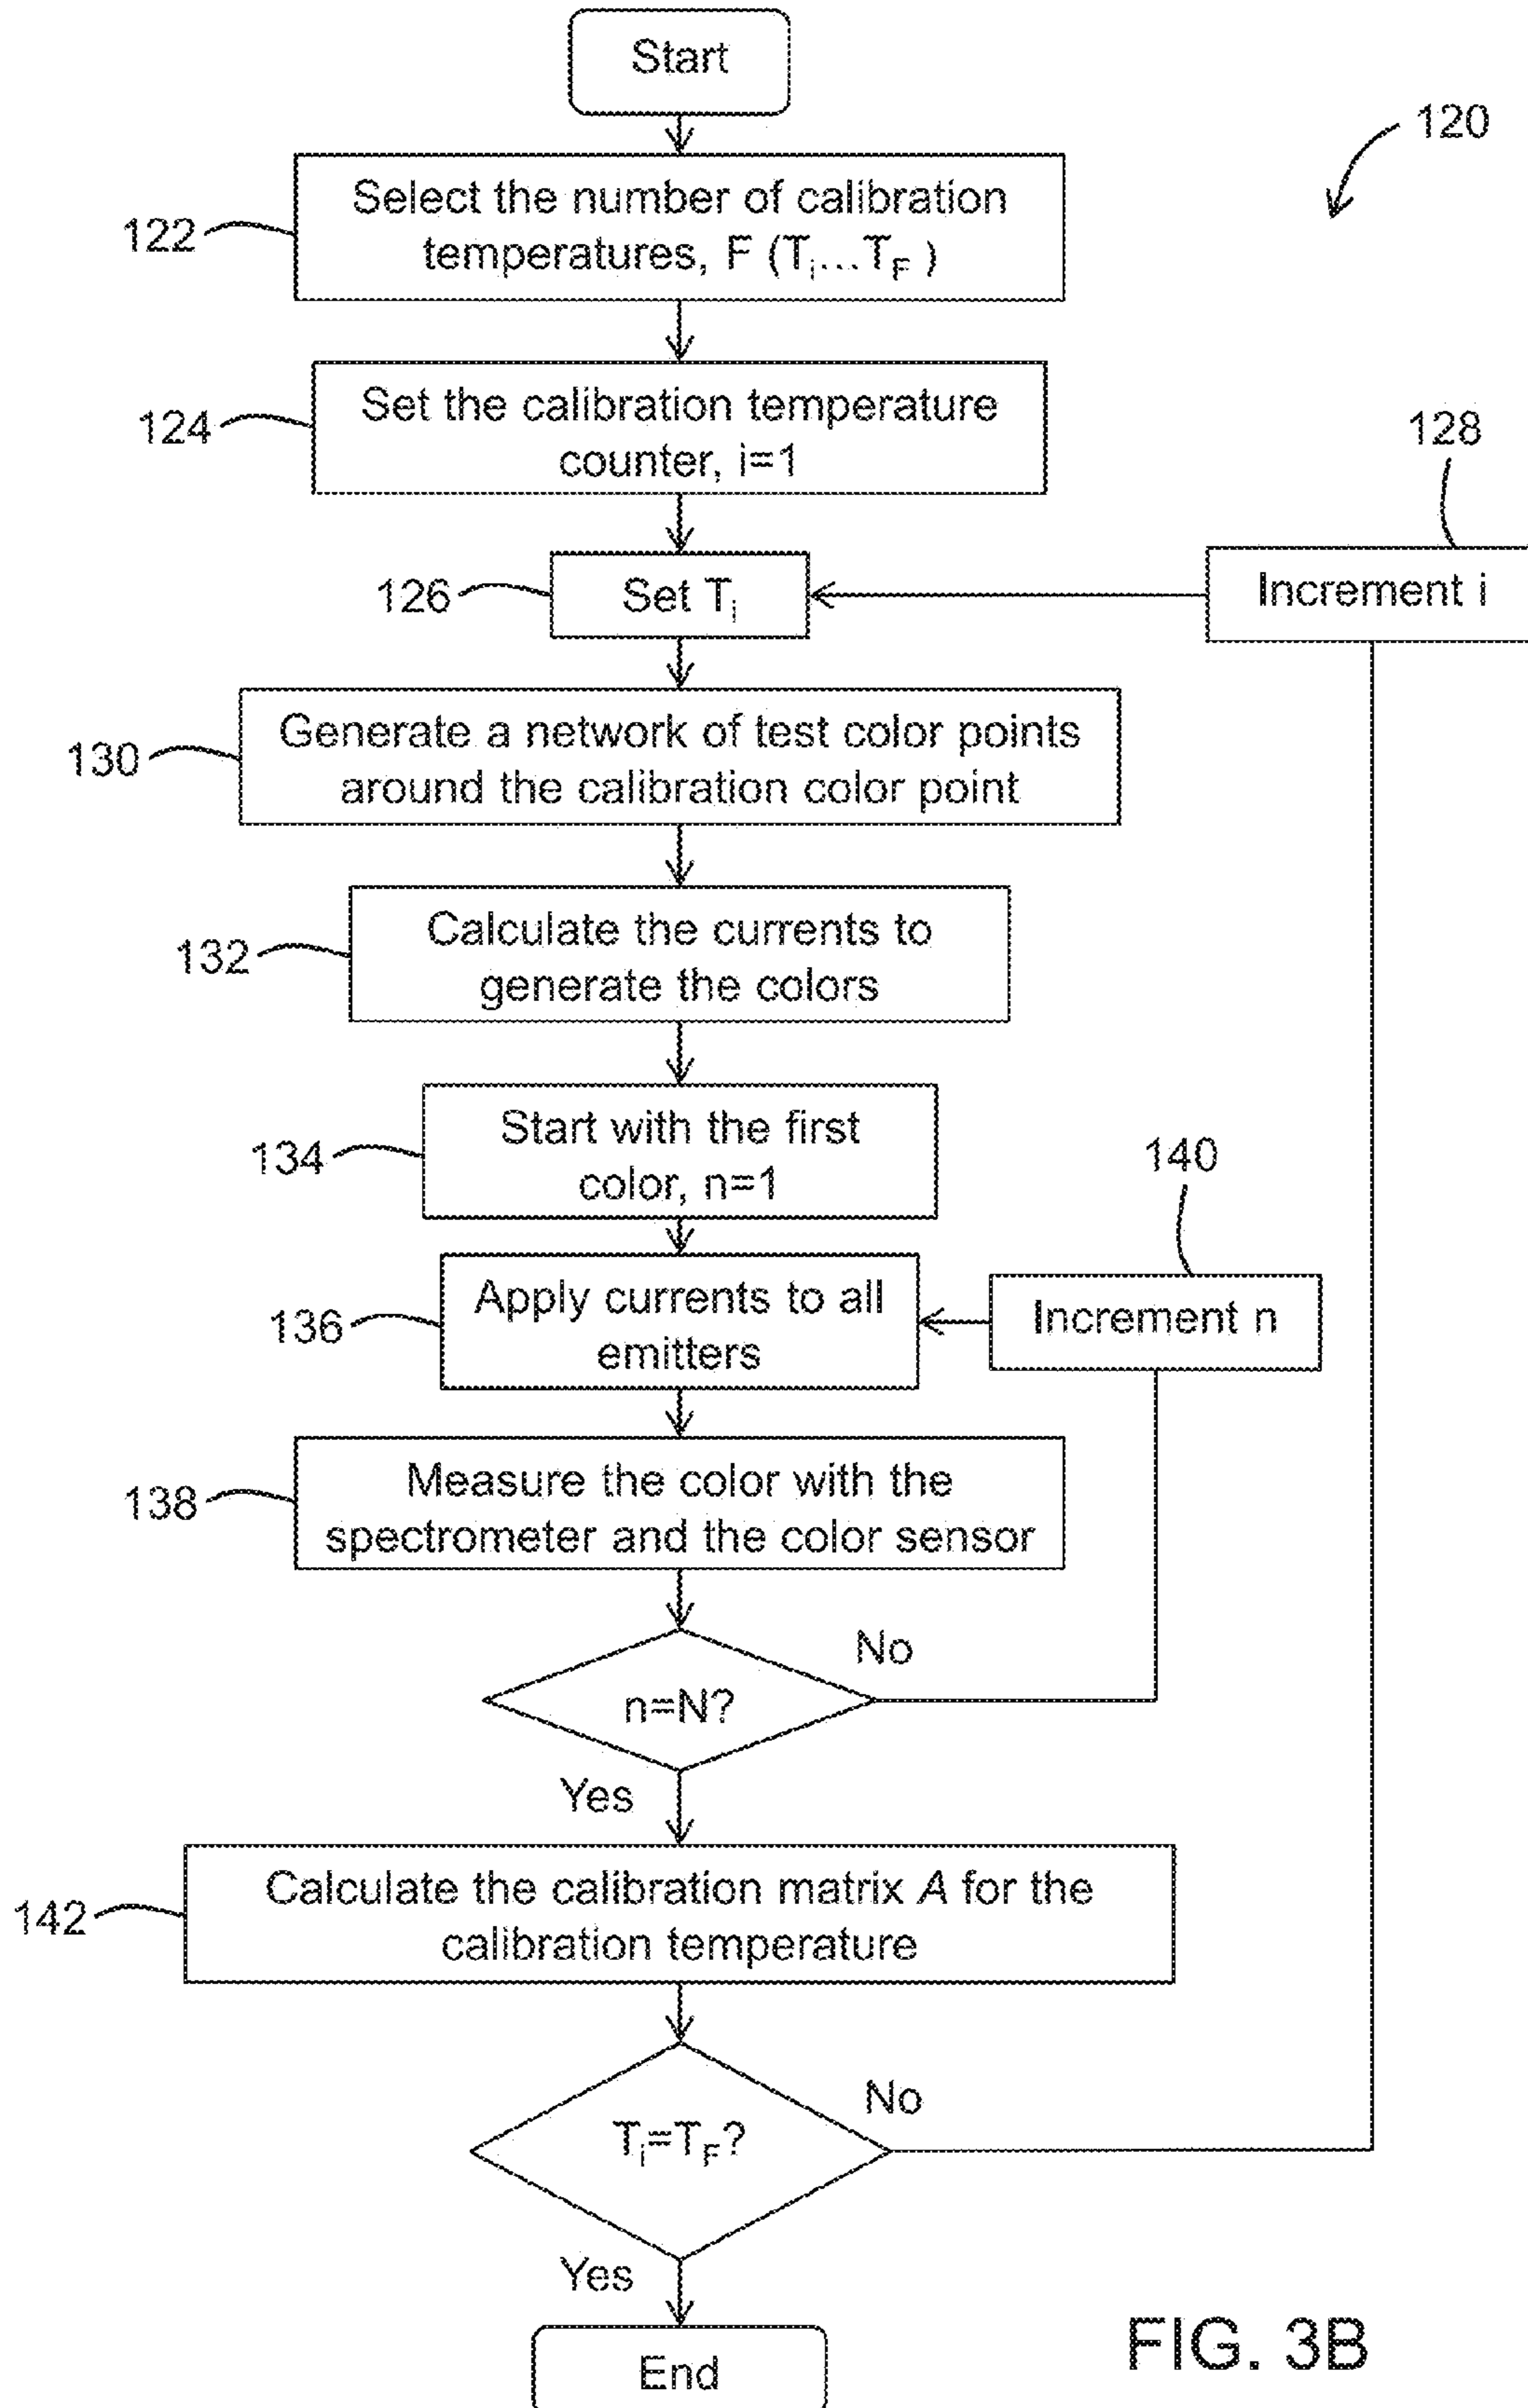 Start
120
122
Select the number of calibration
temperatures, F (Ti...TF )
124
Set the calibration temperature
counter, i=1
128
126
Set Ti
Increment i
130
Generate a network of test color points
around the calibration color point
132
Calculate the currents to
generate the colors
134
Start with the first
color, n=1
140
136
Apply currents to all
emitters
Increment n
138
Measure the color with the
spectrometer and the color sensor
No
n=N?
Yes
142
Calculate the calibration matrix A for the
calibration temperature
No
Ti=TF?
Yes
End
FIG. 3B